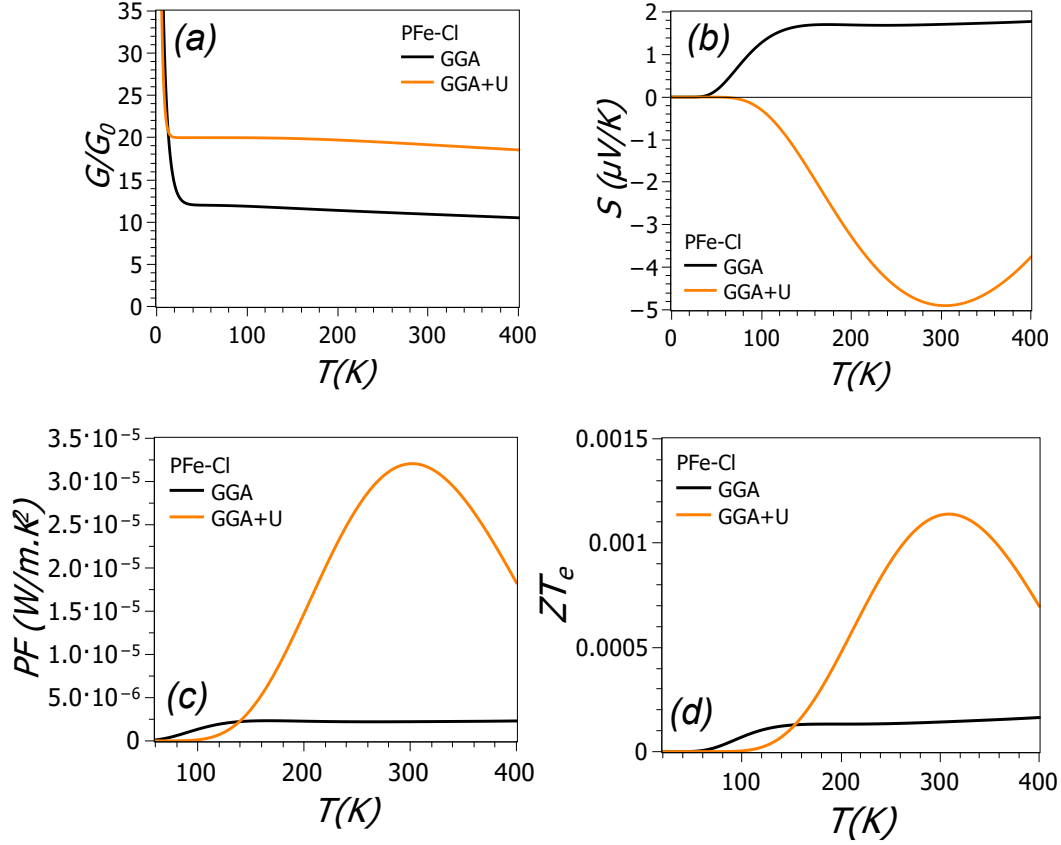 (a)
PFe-Cl
GGA
GGA+U
G/G0
35
30
25
20
15
10
5
0
0 100 200 300 400
T(K)
(b)
PFe-Cl
GGA
GGA+U
S (μV/K)
2
1
0
−1
−2
−3
−4
−5
0 100 200 300 400
T(K)
(c)
PFe-Cl
GGA
GGA+U
PF (W/m.K²)
3.5·10⁻⁵
3.0·10⁻⁵
2.5·10⁻⁵
2.0·10⁻⁵
1.5·10⁻⁵
1.0·10⁻⁵
5.0·10⁻⁶
0
100 200 300 400
T(K)
(d)
PFe-Cl
GGA
GGA+U
ZTe
0.0015
0.001
0.0005
0
100 200 300 400
T(K)